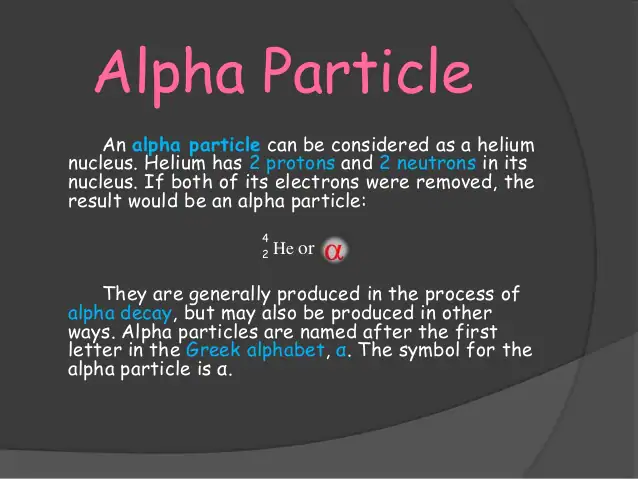 Alpha Particle
An alpha particle can be considered as a helium
nucleus. Helium has 2 protons and 2 neutrons in its
nucleus. If both of its electrons were removed, the
result would be an alpha particle:
4
2 He or α
They are generally produced in the process of
alpha decay, but may also be produced in other
ways. Alpha particles are named after the first
letter in the Greek alphabet, α. The symbol for the
alpha particle is α.